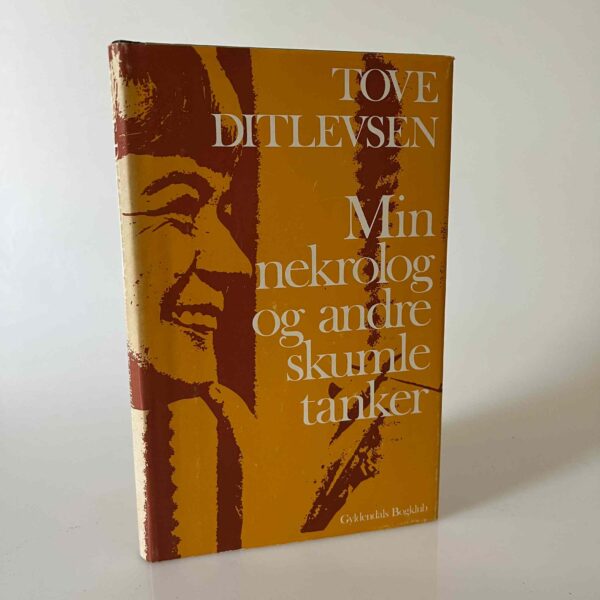 TOVE
DITLEVSEN
Min
nekrolog
og andre
skumle
tanker
Gyldendals Bogklub